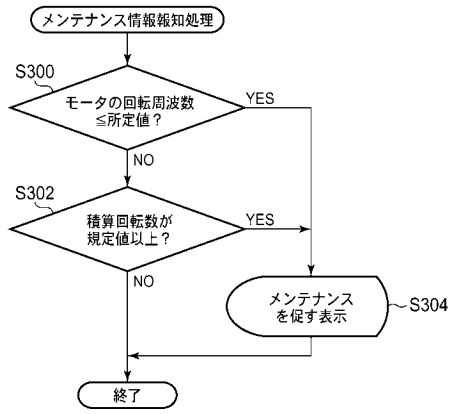 メンテナンス情報報知処理
S300
モータの回転周波数
≦所定値？
YES
NO
S302
積算回転数が
規定値以上？
YES
NO
メンテナンス
を促す表示
S304
終了